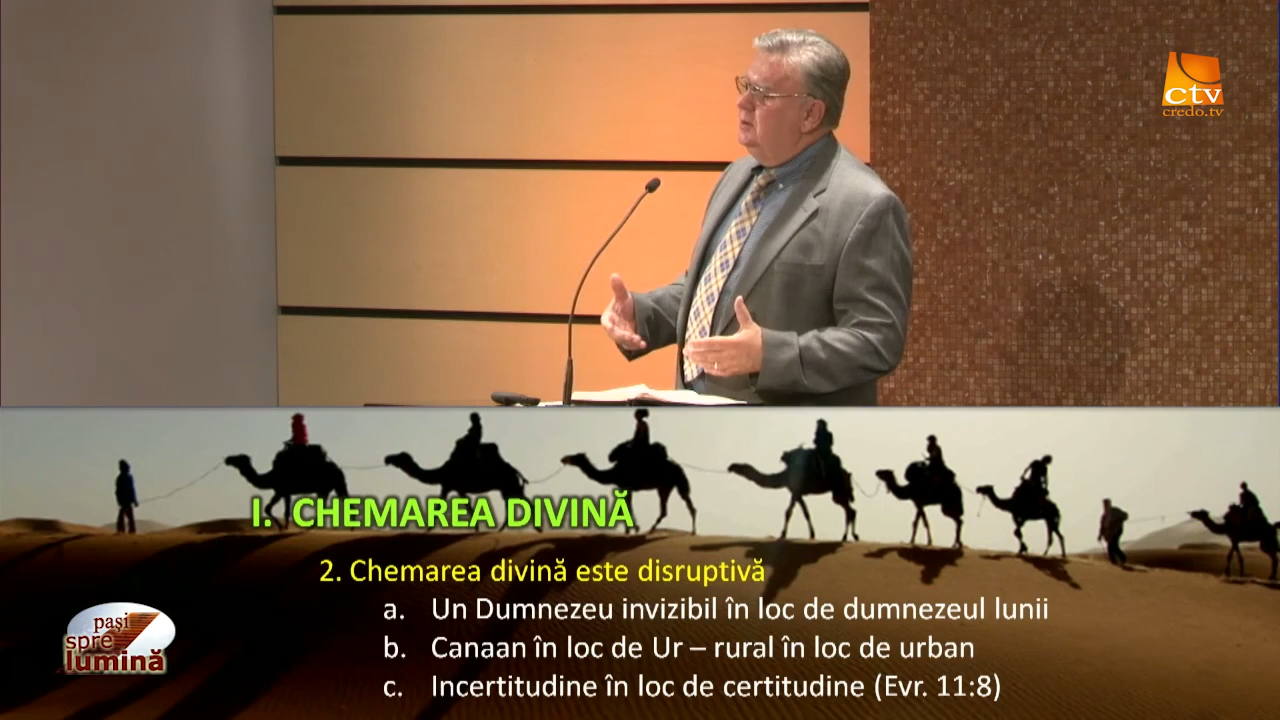 ctv
credo.tv
I. CHEMAREA DIVINĂ
2. Chemarea divină este disruptivă
a. Un Dumnezeu invizibil în loc de dumnezeul lunii
b. Canaan în loc de Ur – rural în loc de urban
c. Incertitudine în loc de certitudine (Evr. 11:8)
paşi
spre
lumină